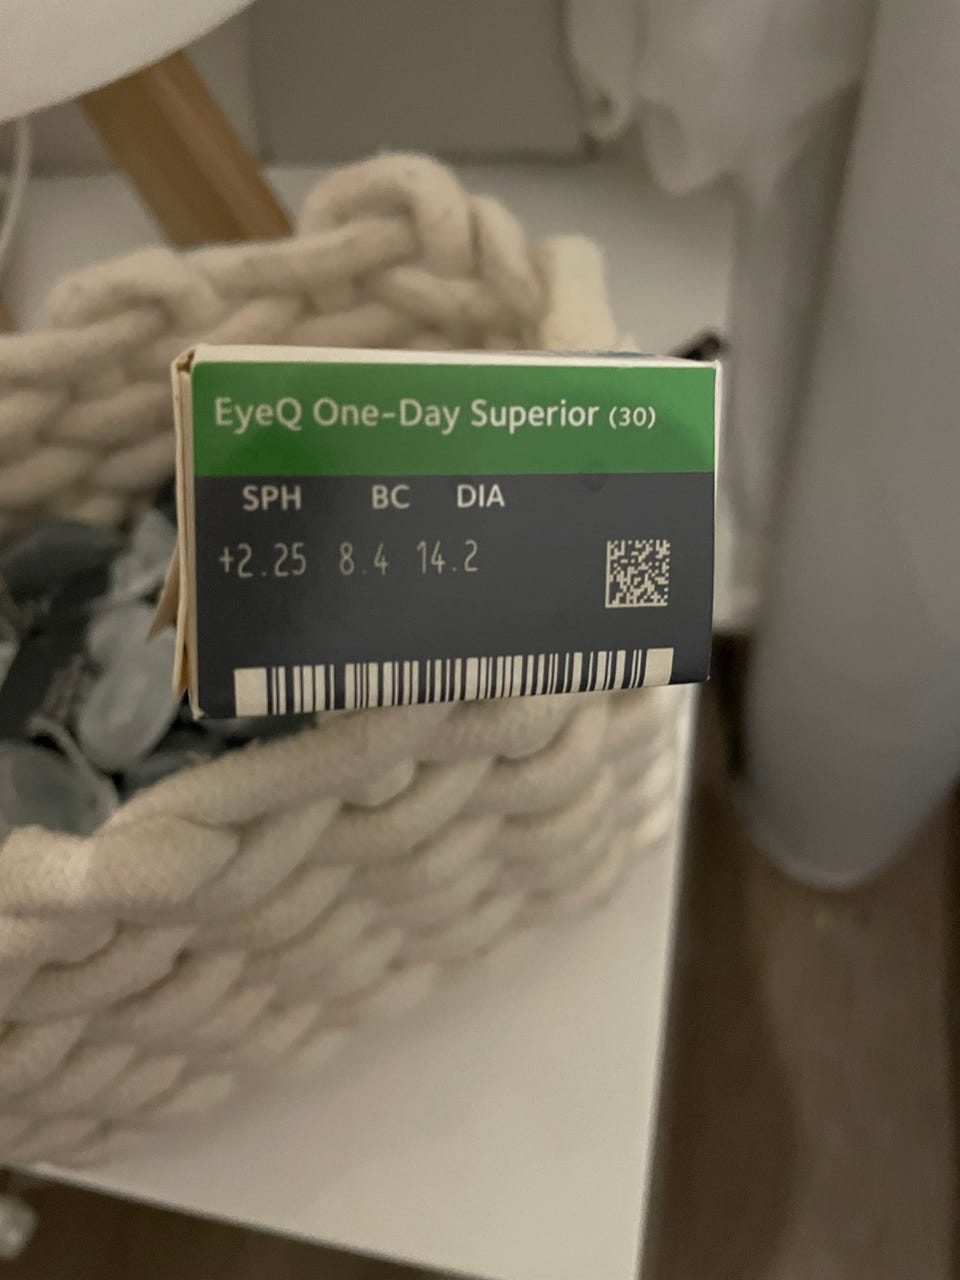 EyeQ One-Day Superior (30)
SPH BC DIA
+2.25 8.4 14.2